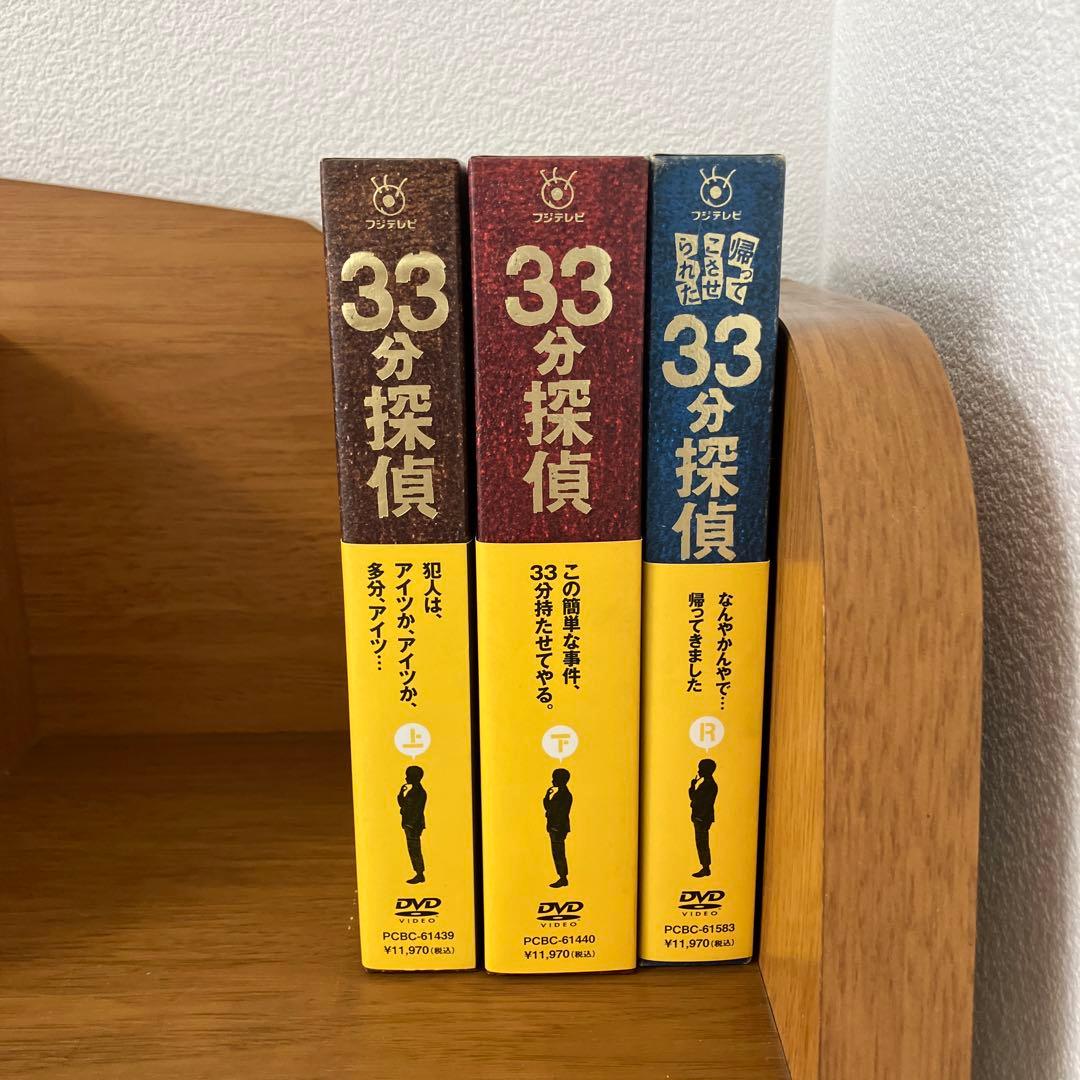 フジテレビ
33
分
探偵
犯人は、
アイツか、アイツか、
多分、アイツ…
上
DVD
VIDEO
PCBC-61439
¥11,970(税込)
フジテレビ
33
分
探偵
この簡単な事件、
33分持たせてやる。
下
DVD
VIDEO
PCBC-61440
¥11,970(税込)
フジテレビ
帰って
こさせ
られた
33
分
探偵
なんやかんやで…
帰ってきました
R
DVD
VIDEO
PCBC-61583
¥11,970(税込)